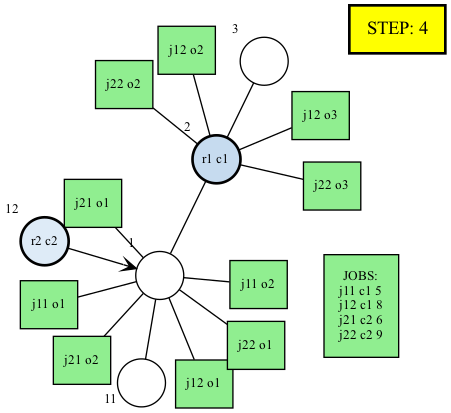 STEP: 4
3
j12 o2
j22 o2
j12 o3
2
r1 c1
j22 o3
j21 o1
12
1
r2 c2
j11 o2
JOBS:
j11 c1 5
j12 c1 8
j21 c2 6
j22 c2 9
j11 o1
j22 o1
j21 o2
j12 o1
11